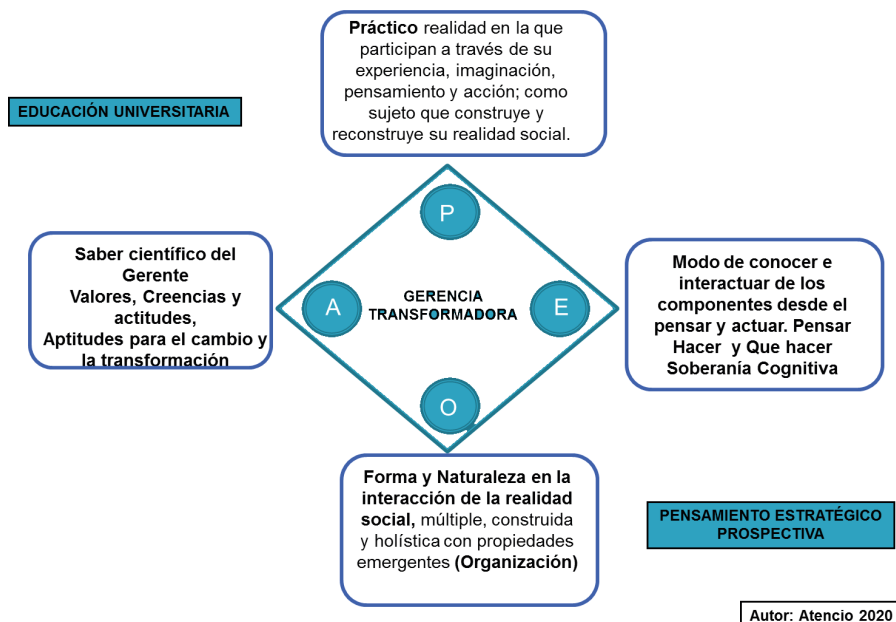 Práctico realidad en la que
participan a través de su
experiencia, imaginación,
pensamiento y acción; como
sujeto que construye y
reconstruye su realidad social.
EDUCACIÓN UNIVERSITARIA
P
Saber científico del
Gerente
Valores, Creencias y
actitudes,
Aptitudes para el cambio y
la transformación
A
GERENCIA
TRANSFORMADORA
E
Modo de conocer e
interactuar de los
componentes desde el
pensar y actuar. Pensar
Hacer y Que hacer
Soberanía Cognitiva
O
Forma y Naturaleza en la
interacción de la realidad
social, múltiple, construida
y holística con propiedades
emergentes (Organización)
PENSAMIENTO ESTRATÉGICO
PROSPECTIVA
Autor: Atencio 2020